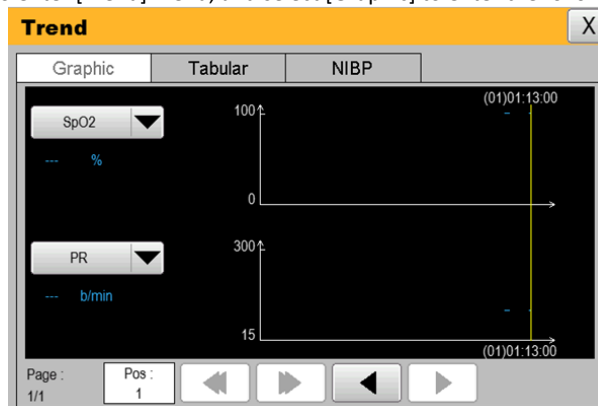 Trend
X
Graphic Tabular NIBP
(01)01:13:00
SpO2 100
--- %
0
PR 300
--- b/min
15
(01)01:13:00
Page : Pos :
1/1 1